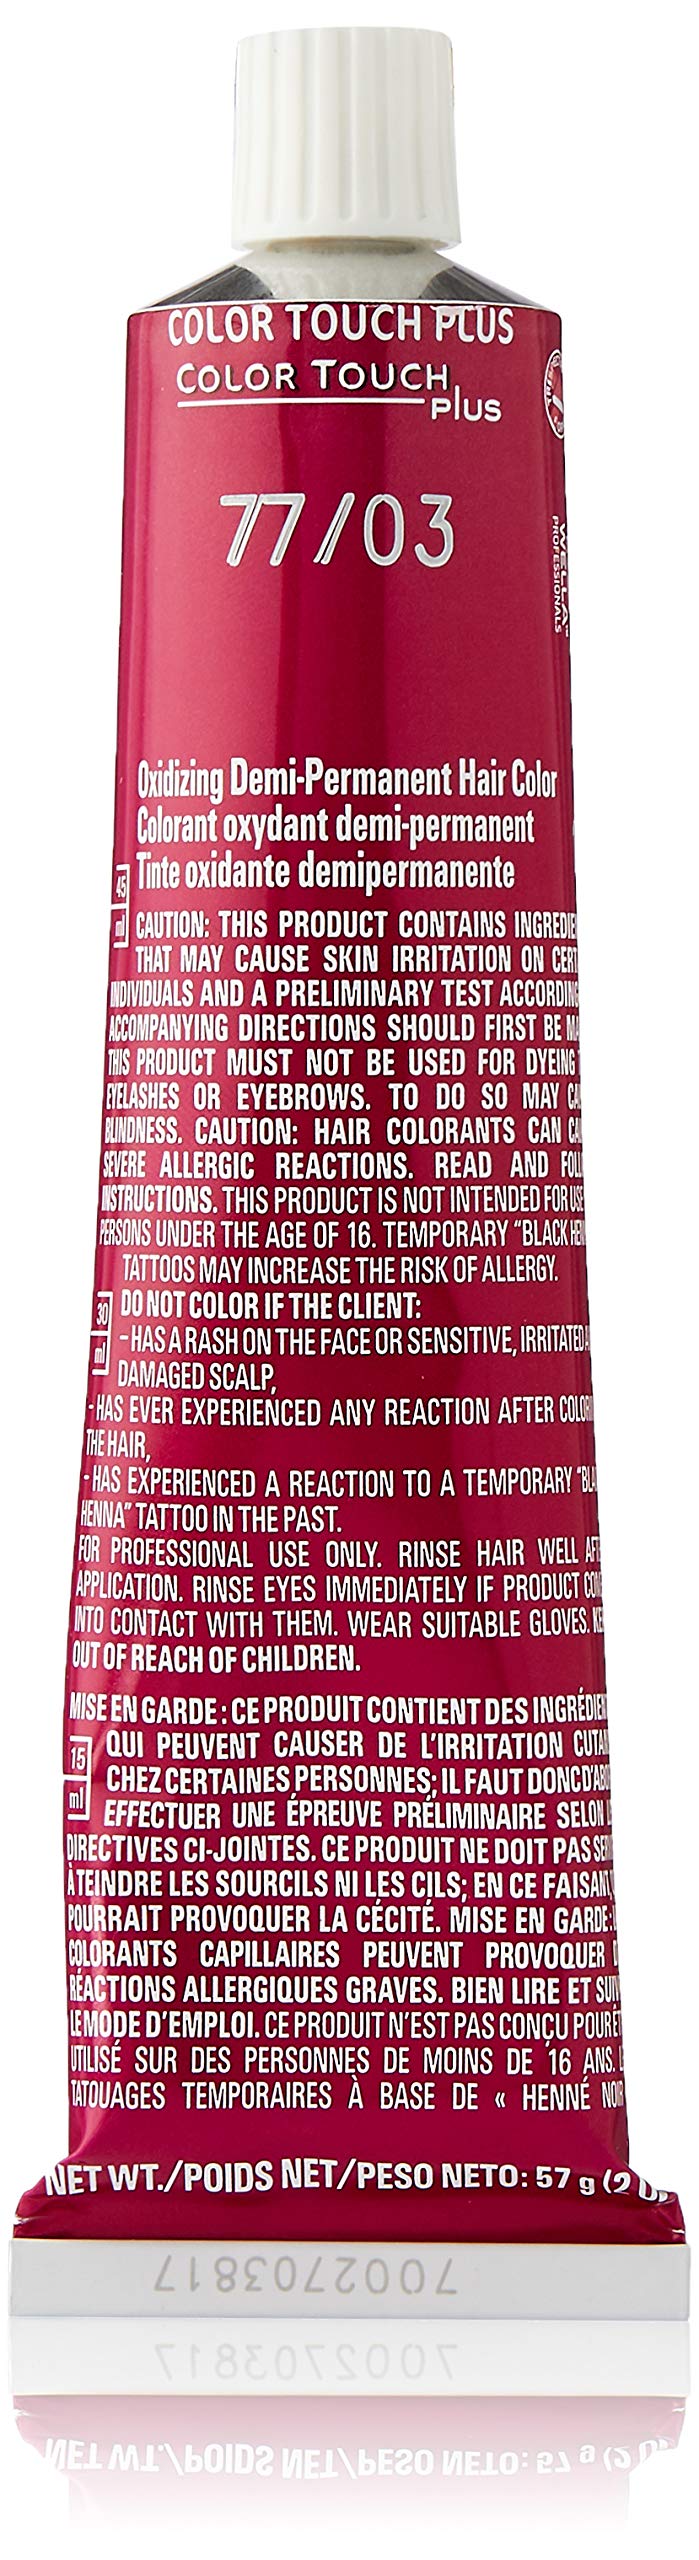 COLOR TOUCH PLUS
COLOR TOUCH
plus
77/03
WELLA
PROFESSIONALS
Oxidizing Demi-Permanent Hair Color
Colorant oxydant demi-permanent
Tinte oxidante demipermanente
45
ml
CAUTION: THIS PRODUCT CONTAINS
THAT MAY CAUSE SKIN IRRITATION ON
INDIVIDUALS AND A PRELIMINARY TEST ACCORDING
ACCOMPANYING DIRECTIONS SHOULD FIRST BE
THIS PRODUCT MUST NOT BE USED FOR DYEING
EYELASHES OR EYEBROWS. TO DO SO MAY
BLINDNESS. CAUTION: HAIR COLORANTS CAN
SEVERE ALLERGIC REACTIONS. READ AND
INSTRUCTIONS. THIS PRODUCT IS NOT INTENDED FOR USE
PERSONS UNDER THE AGE OF 16. TEMPORARY "BLACK
TATTOOS MAY INCREASE THE RISK OF ALLERGY.
30
ml
DO NOT COLOR IF THE CLIENT:
-HAS A RASH ON THE FACE OR SENSITIVE, IRRITATED
DAMAGED SCALP,
- HAS EVER EXPERIENCED ANY REACTION AFTER
THE HAIR,
- HAS EXPERIENCED A REACTION TO A TEMPORARY
HENNA" TATTOO IN THE PAST.
FOR PROFESSIONAL USE ONLY. RINSE HAIR WELL
APPLICATION. RINSE EYES IMMEDIATELY IF PRODUCT
INTO CONTACT WITH THEM. WEAR SUITABLE GLOVES.
OUT OF REACH OF CHILDREN.
MISE EN GARDE : CE PRODUIT CONTIENT DES
15
ml
QUI PEUVENT CAUSER DE L'IRRITATION
CHEZ CERTAINES PERSONNES; IL FAUT DONC
EFFECTUER UNE ÉPREUVE PRÉLIMINAIRE SELON
DIRECTIVES CI-JOINTES. CE PRODUIT NE DOIT PAS
À TEINDRE LES SOURCILS NI LES CILS; EN CE FAISANT
POURRAIT PROVOQUER LA CÉCITÉ. MISE EN GARDE :
COLORANTS CAPILLAIRES PEUVENT PROVOQUER
RÉACTIONS ALLERGIQUES GRAVES. BIEN LIRE ET
LE MODE D'EMPLOI. CE PRODUIT N'EST PAS CONÇU POUR
UTILISÉ SUR DES PERSONNES DE MOINS DE 16 ANS.
TATOUAGES TEMPORAIRES À BASE DE « HENNÉ NOIR
NET WT./POIDS NET/PESO NETO: 57 g (2
7002703817